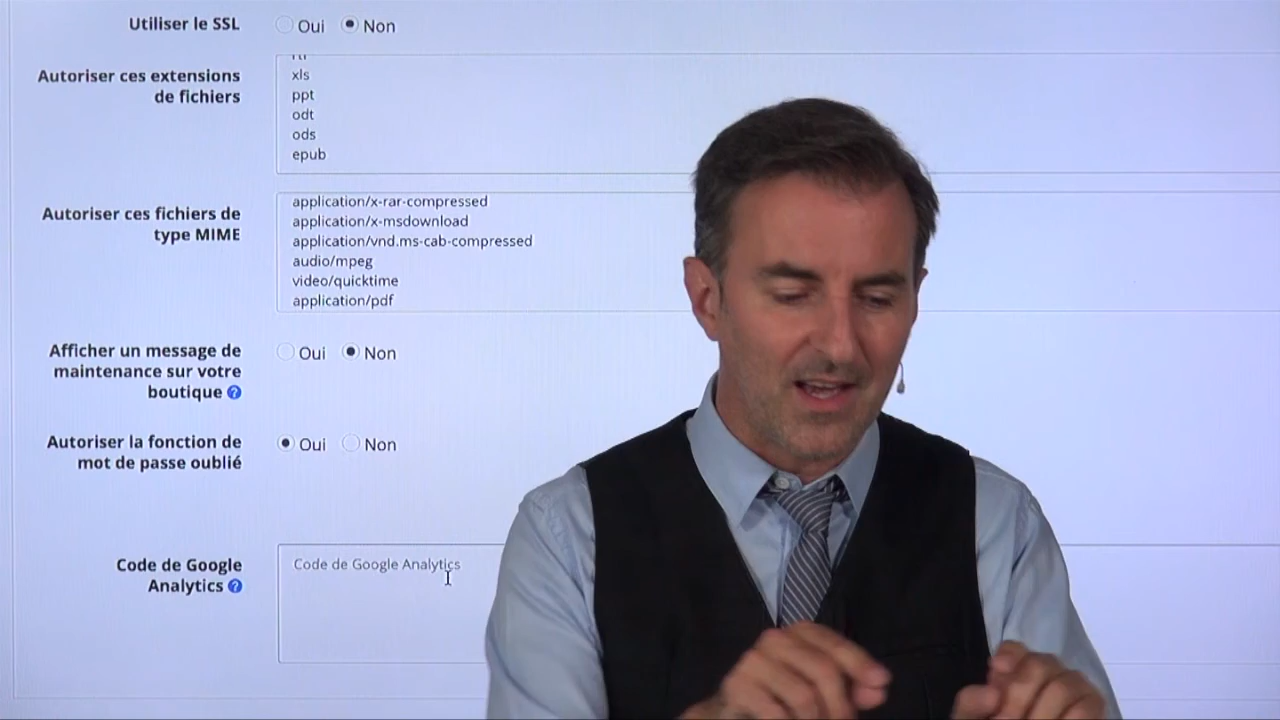 Utiliser le SSL
Oui Non
Autoriser ces extensions
de fichiers
xls
ppt
odt
ods
epub
Autoriser ces fichiers de
type MIME
application/x-rar-compressed
application/x-msdownload
application/vnd.ms-cab-compressed
audio/mpeg
video/quicktime
application/pdf
Afficher un message de
maintenance sur votre
boutique ?
Oui Non
Autoriser la fonction de
mot de passe oublié
Oui Non
Code de Google
Analytics ?
Code de Google Analytics